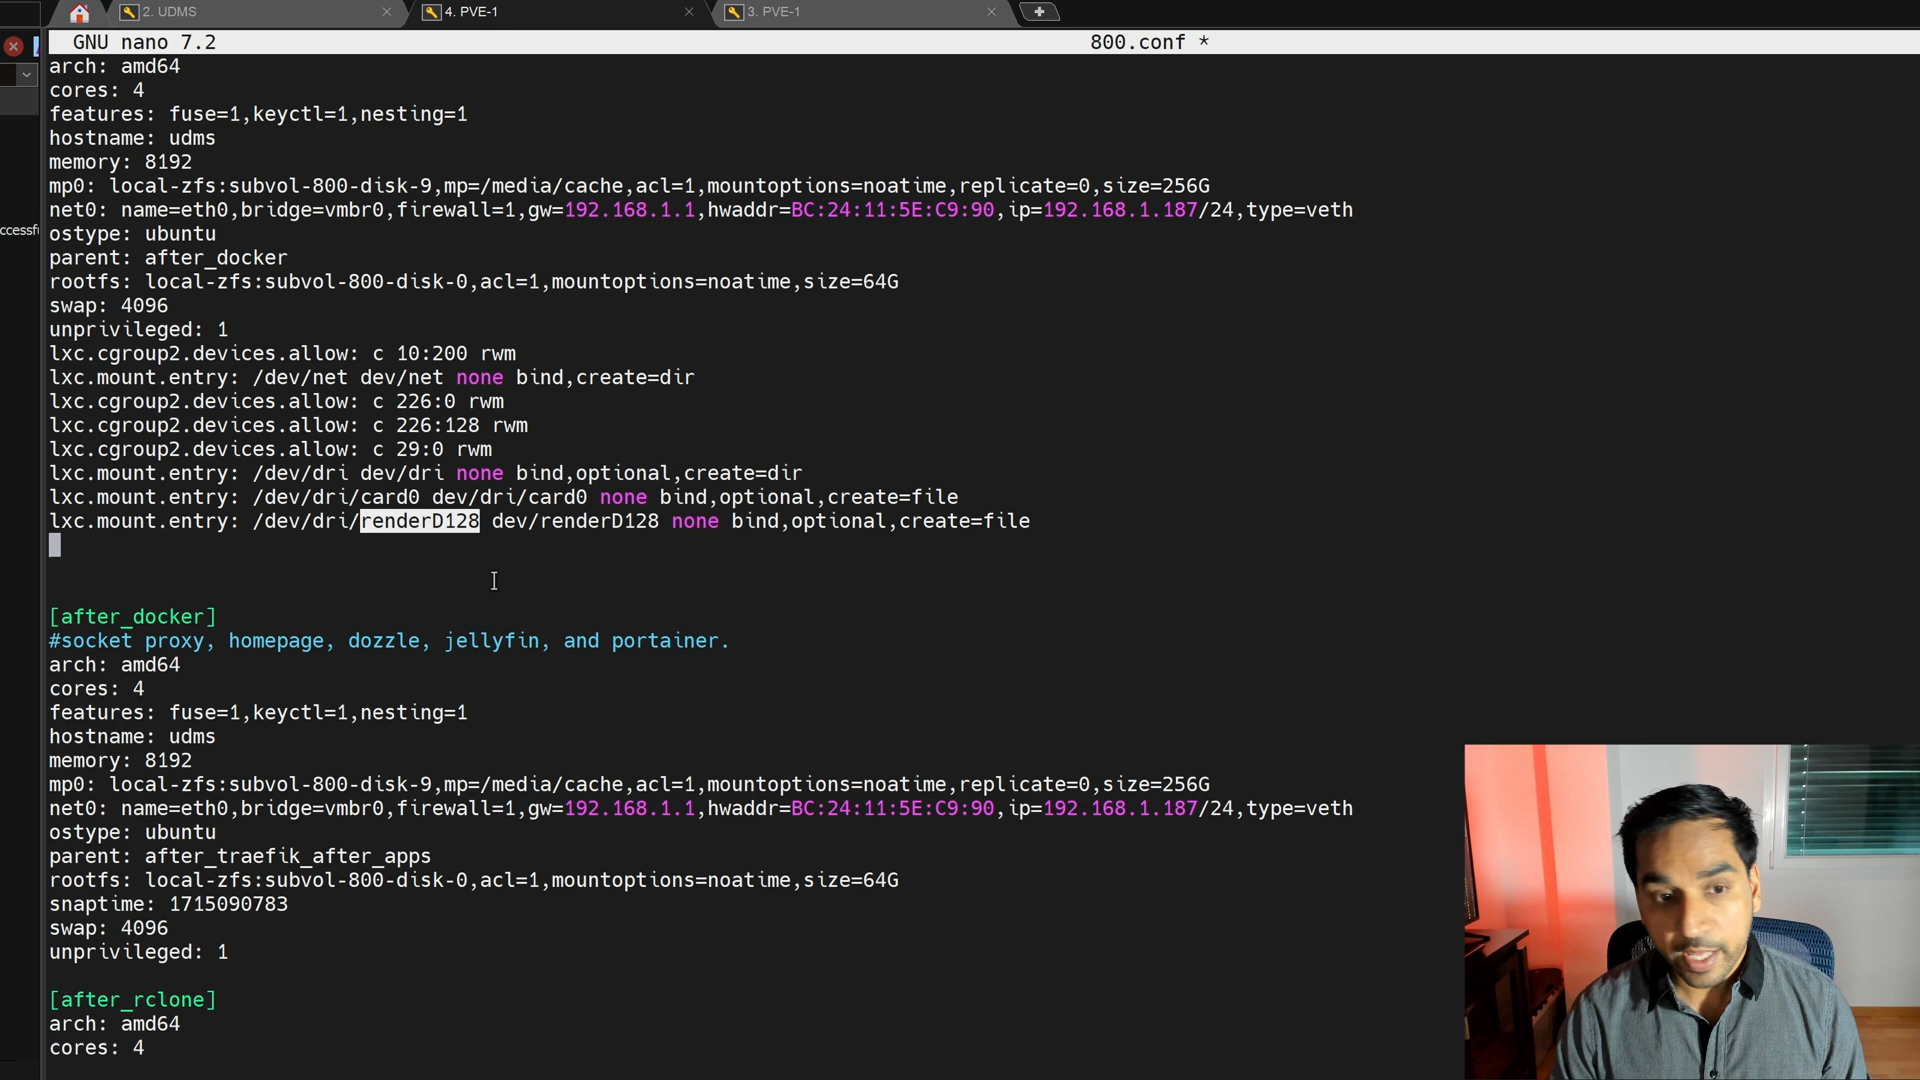 2. UDMS
4. PVE-1
3. PVE-1
GNU nano 7.2
800.conf *
arch: amd64
cores: 4
features: fuse=1,keyctl=1,nesting=1
hostname: udms
memory: 8192
mp0: local-zfs:subvol-800-disk-9,mp=/media/cache,acl=1,mountoptions=noatime,replicate=0,size=256G
net0: name=eth0,bridge=vmbr0,firewall=1,gw=192.168.1.1,hwaddr=BC:24:11:5E:C9:90,ip=192.168.1.187/24,type=veth
ostype: ubuntu
parent: after_docker
rootfs: local-zfs:subvol-800-disk-0,acl=1,mountoptions=noatime,size=64G
swap: 4096
unprivileged: 1
lxc.cgroup2.devices.allow: c 10:200 rwm
lxc.mount.entry: /dev/net dev/net none bind,create=dir
lxc.cgroup2.devices.allow: c 226:0 rwm
lxc.cgroup2.devices.allow: c 226:128 rwm
lxc.cgroup2.devices.allow: c 29:0 rwm
lxc.mount.entry: /dev/dri dev/dri none bind,optional,create=dir
lxc.mount.entry: /dev/dri/card0 dev/dri/card0 none bind,optional,create=file
lxc.mount.entry: /dev/dri/renderD128 dev/renderD128 none bind,optional,create=file
[after_docker]
#socket proxy, homepage, dozzle, jellyfin, and portainer.
arch: amd64
cores: 4
features: fuse=1,keyctl=1,nesting=1
hostname: udms
memory: 8192
mp0: local-zfs:subvol-800-disk-9,mp=/media/cache,acl=1,mountoptions=noatime,replicate=0,size=256G
net0: name=eth0,bridge=vmbr0,firewall=1,gw=192.168.1.1,hwaddr=BC:24:11:5E:C9:90,ip=192.168.1.187/24,type=veth
ostype: ubuntu
parent: after_traefik_after_apps
rootfs: local-zfs:subvol-800-disk-0,acl=1,mountoptions=noatime,size=64G
snaptime: 1715090783
swap: 4096
unprivileged: 1
[after_rclone]
arch: amd64
cores: 4